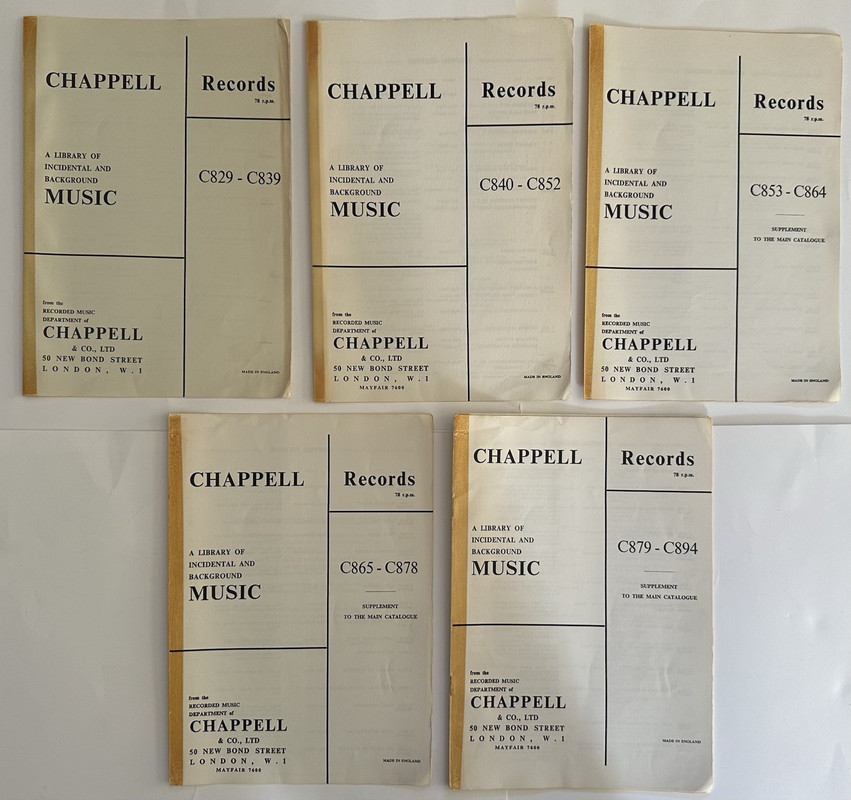 CHAPPELL
A LIBRARY OF
INCIDENTAL AND
BACKGROUND
MUSIC
from the
RECORDED MUSIC
DEPARTMENT of
CHAPPELL
& CO., LTD
50 NEW BOND STREET
LONDON, W.1
Records
78 r.p.m.
C829 - C839
MADE IN ENGLAND
CHAPPELL
A LIBRARY OF
INCIDENTAL AND
BACKGROUND
MUSIC
from the
RECORDED MUSIC
DEPARTMENT of
CHAPPELL
& CO., LTD
50 NEW BOND STREET
LONDON, W.1
MAYFAIR 7600
Records
78 r.p.m.
C840 - C852
MADE IN ENGLAND
CHAPPELL
A LIBRARY OF
INCIDENTAL AND
BACKGROUND
MUSIC
from the
RECORDED MUSIC
DEPARTMENT of
CHAPPELL
& CO., LTD
50 NEW BOND STREET
LONDON, W.1
MAYFAIR 7600
Records
78 r.p.m.
C853 - C864
SUPPLEMENT
TO THE MAIN CATALOGUE
MADE IN ENGLAND
CHAPPELL
A LIBRARY OF
INCIDENTAL AND
BACKGROUND
MUSIC
from the
RECORDED MUSIC
DEPARTMENT of
CHAPPELL
& CO., LTD
50 NEW BOND STREET
LONDON, W.1
MAYFAIR 7600
Records
78 r.p.m.
C865 - C878
SUPPLEMENT
TO THE MAIN CATALOGUE
MADE IN ENGLAND
CHAPPELL
A LIBRARY OF
INCIDENTAL AND
BACKGROUND
MUSIC
from the
RECORDED MUSIC
DEPARTMENT of
CHAPPELL
& CO., LTD
50 NEW BOND STREET
LONDON, W.1
MAYFAIR 7600
Records
78 r.p.m.
C879 - C894
SUPPLEMENT
TO THE MAIN CATALOGUE
MADE IN ENGLAND